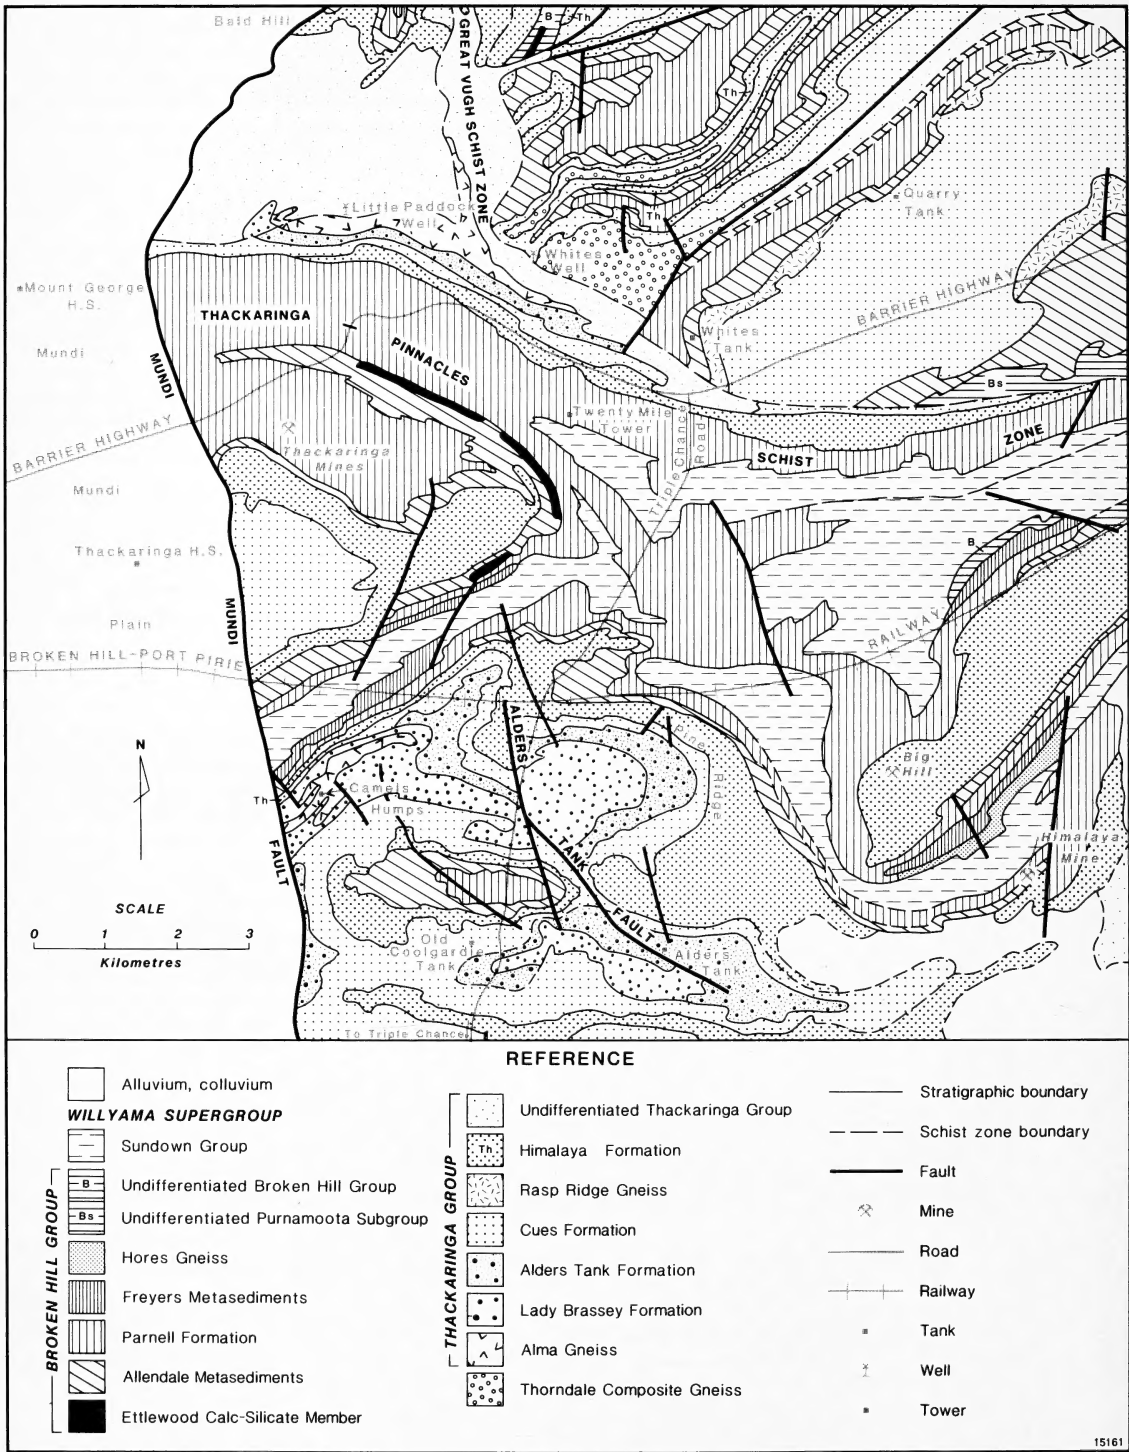 Bald Hill
B
Th
GREAT VUGH SCHIST ZONE
Th
Quarry
Tank
Little Paddock
Well
Th
Whites
Well
Mount George
H.S.
BARRIER HIGHWAY
THACKARINGA
PINNACLES
Whites
Tank
Mundi
MUNDI
Bs
Twenty Mile
Tower
Triple Chance
Road
ZONE
SCHIST
BARRIER HIGHWAY
Thackaringa
Mines
Mundi
B
Thackaringa H.S.
MUNDI
Plain
RAILWAY
BROKEN HILL-PORT PIRIE
ALDERS
Pine
Ridge
N
Big
Hill
Th
Camels
Humps
TANK
Himalaya
Mine
FAULT
SCALE
0 1 2 3
Kilometres
FAULT
Old
Coolgardie
Tank
Alders
Tank
To Triple Chance
REFERENCE
Alluvium, colluvium
WILLYAMA SUPERGROUP
Sundown Group
BROKEN HILL GROUP
B Undifferentiated Broken Hill Group
Bs Undifferentiated Purnamoota Subgroup
Hores Gneiss
Freyers Metasediments
Parnell Formation
Allendale Metasediments
Ettlewood Calc-Silicate Member
THACKARINGA GROUP
Undifferentiated Thackaringa Group
Th Himalaya Formation
Rasp Ridge Gneiss
Cues Formation
Alders Tank Formation
Lady Brassey Formation
Alma Gneiss
Thorndale Composite Gneiss
Stratigraphic boundary
Schist zone boundary
Fault
Mine
Road
Railway
Tank
Well
Tower
15161